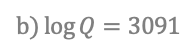 b) log Q = 3091